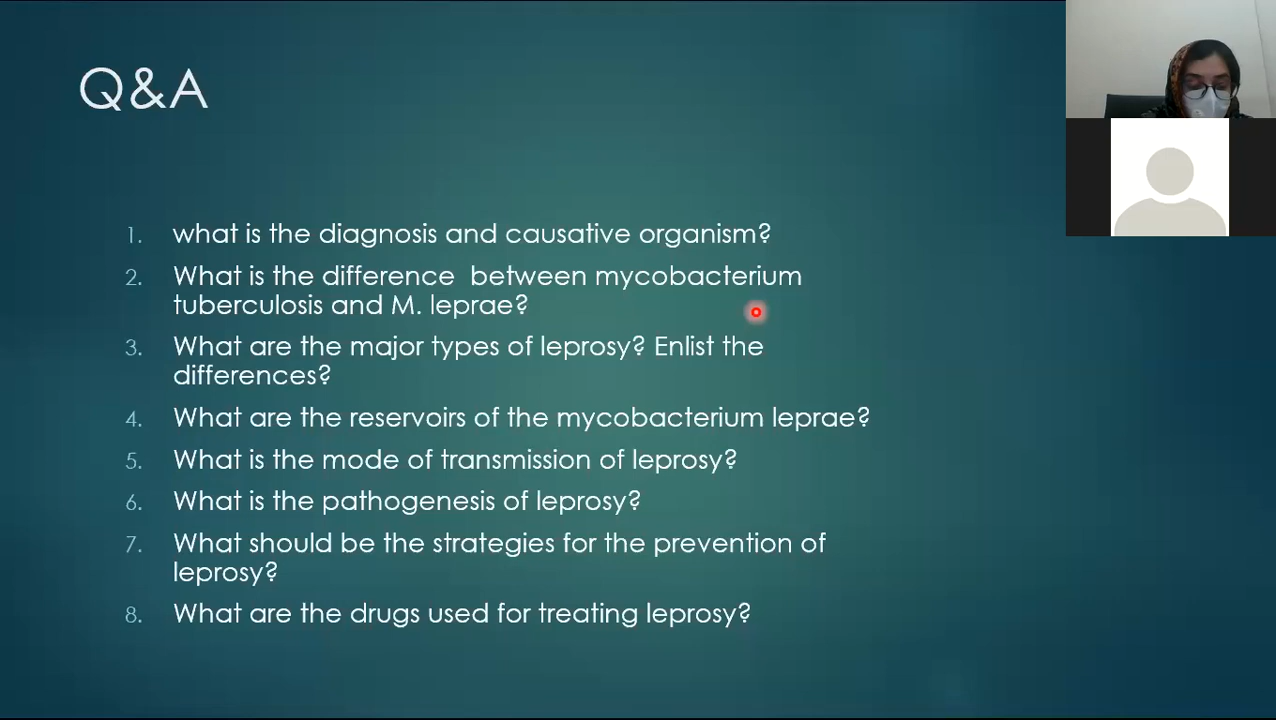 Q&A
1. what is the diagnosis and causative organism?
2. What is the difference between mycobacterium
tuberculosis and M. leprae?
3. What are the major types of leprosy? Enlist the
differences?
4. What are the reservoirs of the mycobacterium leprae?
5. What is the mode of transmission of leprosy?
6. What is the pathogenesis of leprosy?
7. What should be the strategies for the prevention of
leprosy?
8. What are the drugs used for treating leprosy?